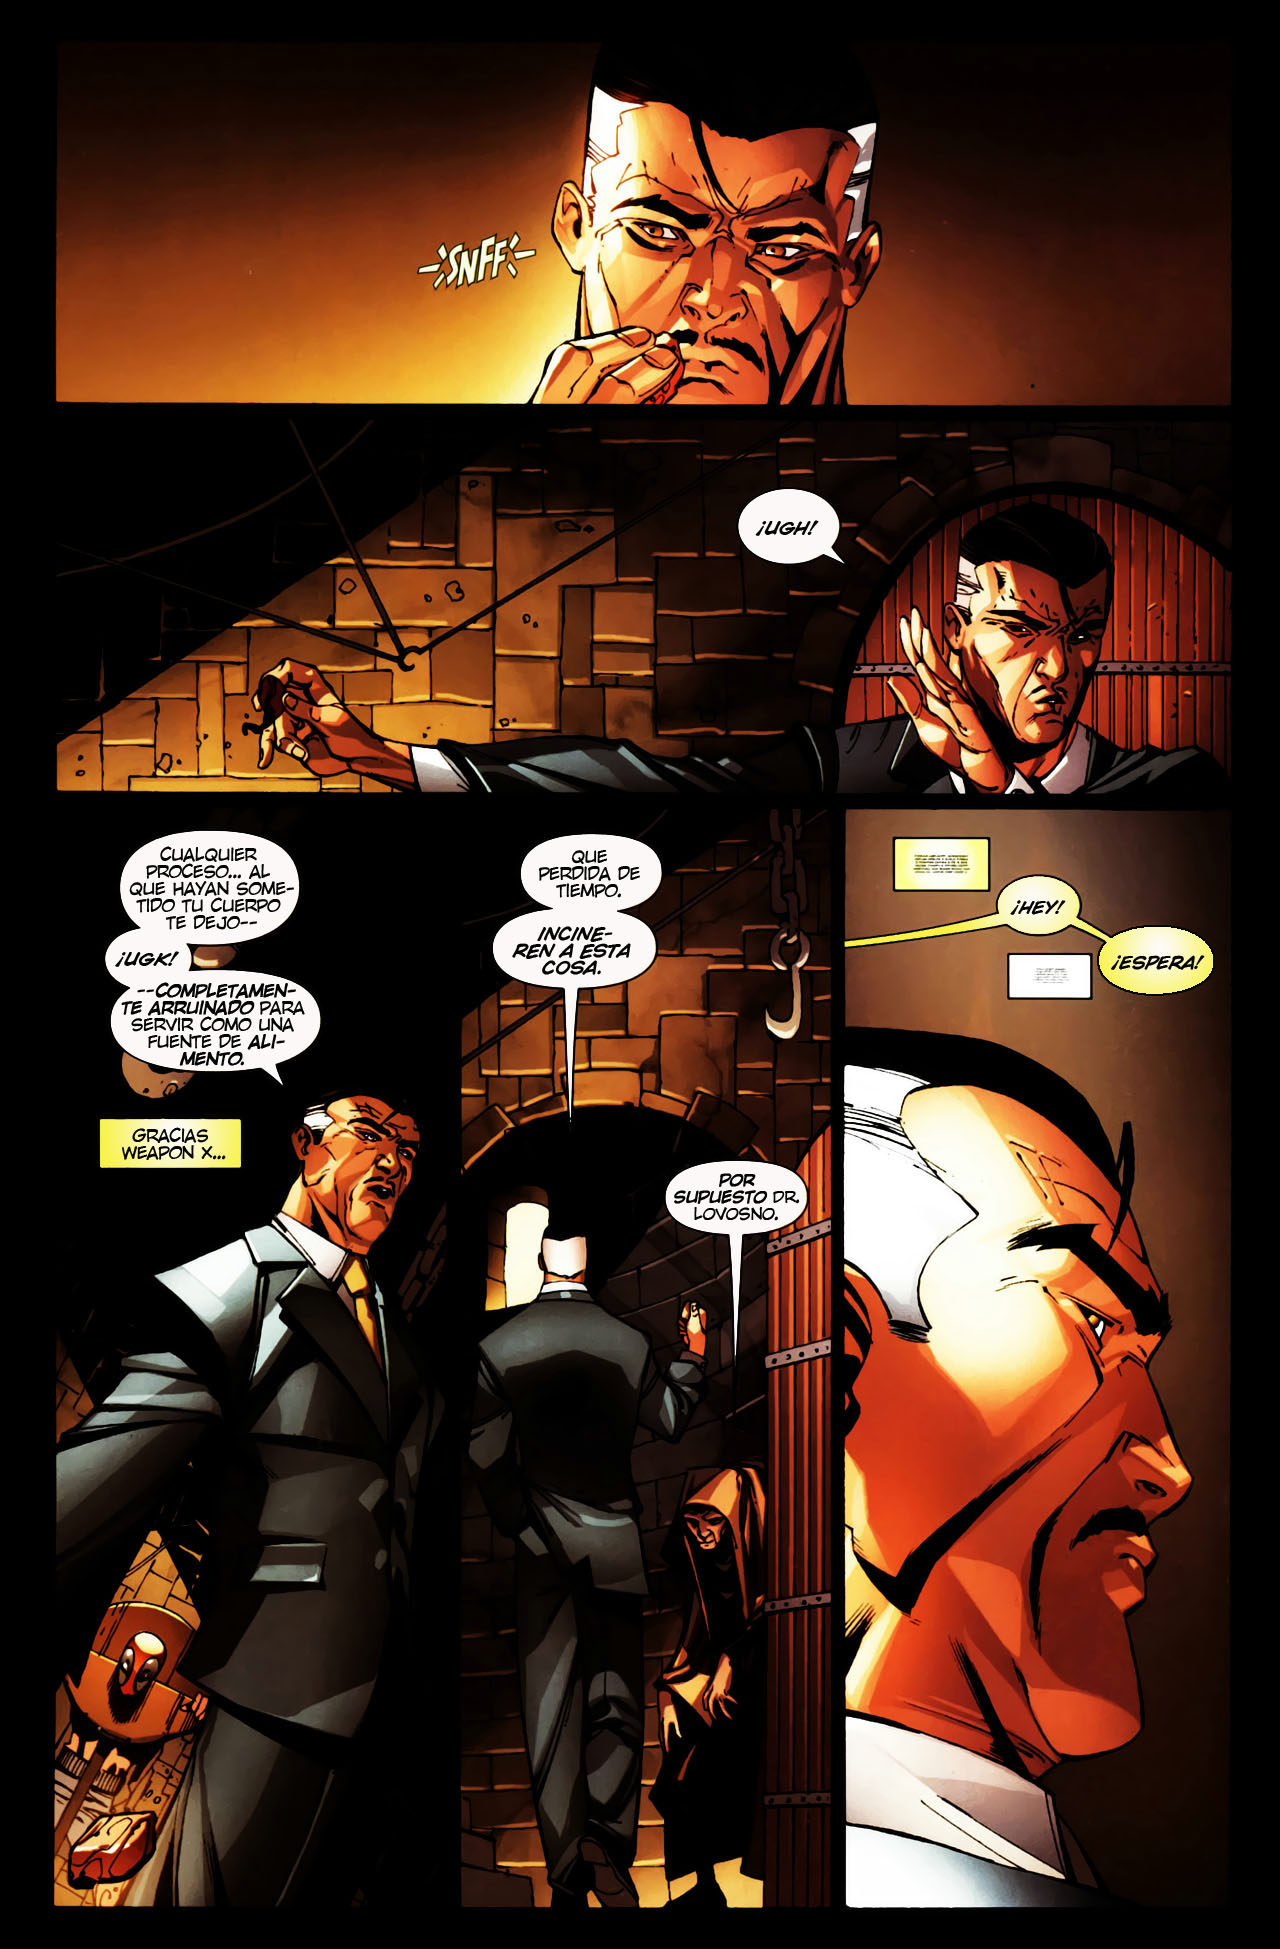 SNFF
¡UGH!
CUALQUIER
PROCESO... AL
QUE HAYAN SOME-
TIDO TU CUERPO
TE DEJO--
¡UGK!
--COMPLETAMEN-
TE ARRUINADO PARA
SERVIR COMO UNA
FUENTE DE ALI-
MENTO.
GRACIAS
WEAPON X...
QUE
PERDIDA DE
TIEMPO.
INCINE-
REN A ESTA
COSA.
POR
SUPUESTO DR.
LOVOSNO.
¡HEY!
¡ESPERA!